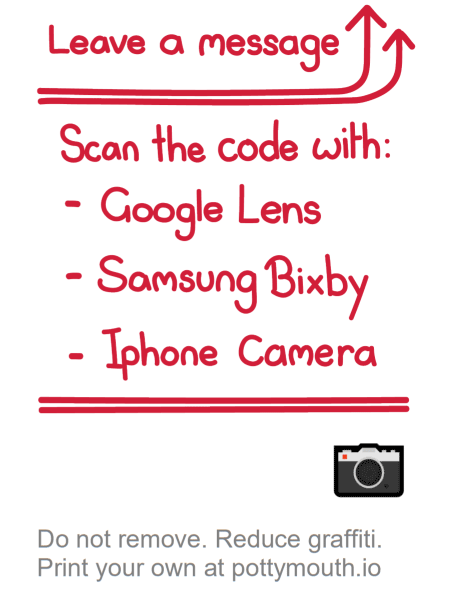 Leave a message
Scan the code with:
- Google Lens
- Samsung Bixby
- Iphone Camera
Do not remove. Reduce graffiti.
Print your own at pottymouth.io